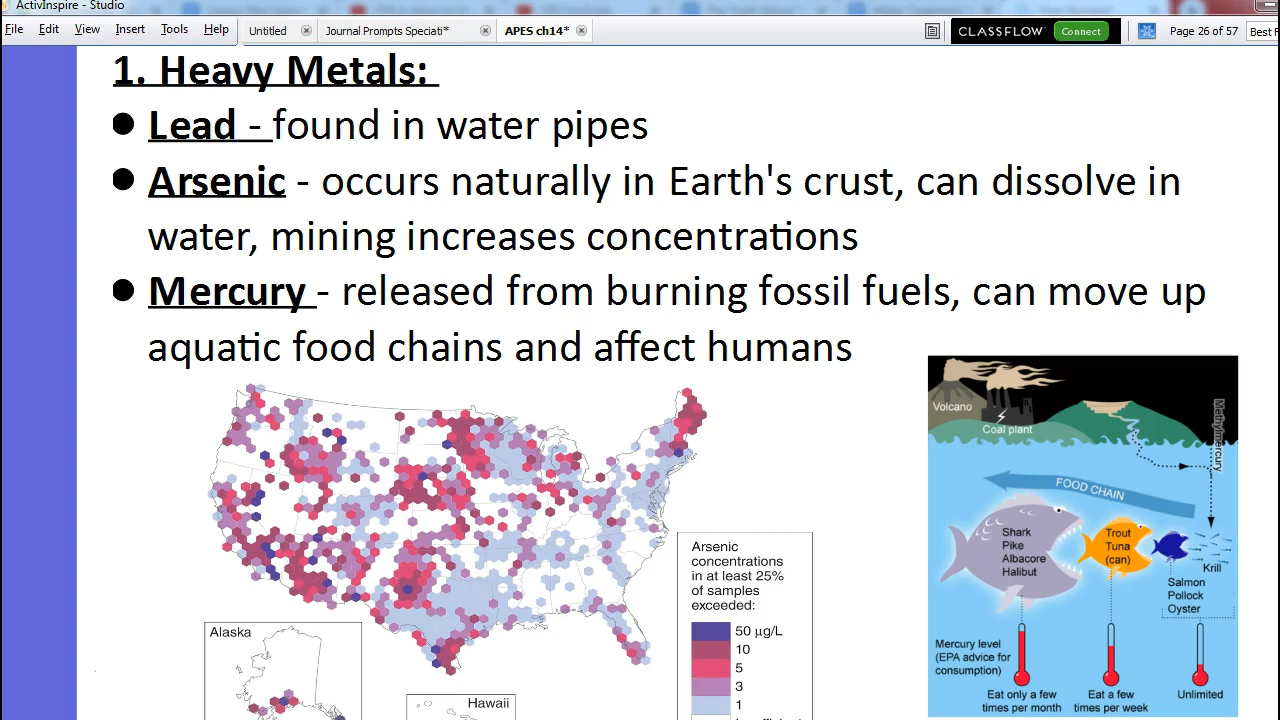 ActivInspire - Studio
File Edit View Insert Tools Help
Untitlec Journal Prompts Speciati* APES ch14*
CLASSFLOW Connect
Page 26 of 57
Best F
1. Heavy Metals:
● Lead - found in water pipes
● Arsenic - occurs naturally in Earth's crust, can dissolve in
water, mining increases concentrations
● Mercury - released from burning fossil fuels, can move up
aquatic food chains and affect humans
Alaska
Hawaii
Arsenic
concentrations
in at least 25%
of samples
exceeded:
50 µg/L
10
5
3
1
Volcano
Coal plant
Methylmercury
FOOD CHAIN
Shark
Pike
Albacore
Halibut
Trout
Tuna
(can)
Krill
Salmon
Pollock
Oyster
Mercury level
(EPA advice for
consumption)
Eat only a few
times per month
Eat a few
times per week
Unlimited